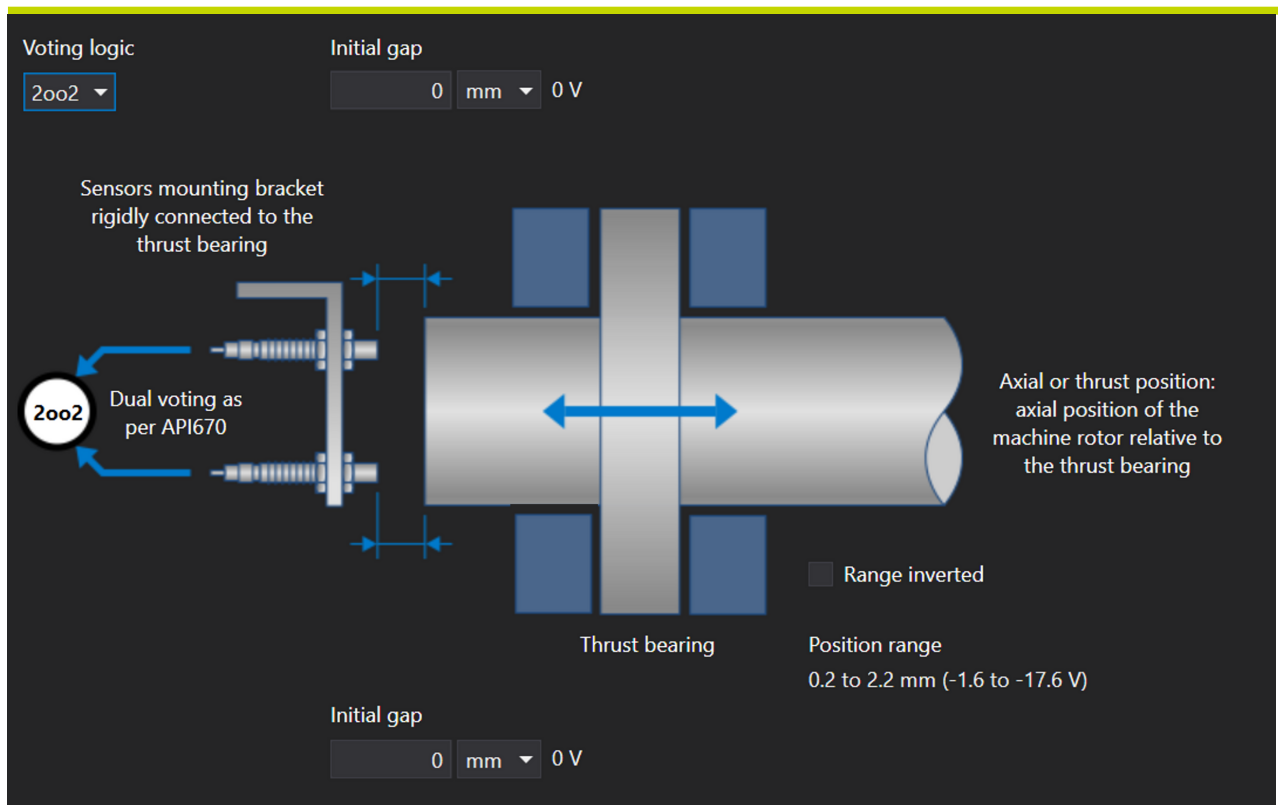 Voting logic
2oo2
Initial gap
0 mm 0 V
Sensors mounting bracket
rigidly connected to the
thrust bearing
2oo2
Dual voting as
per API670
Axial or thrust position:
axial position of the
machine rotor relative to
the thrust bearing
Range inverted
Thrust bearing
Position range
0.2 to 2.2 mm (-1.6 to -17.6 V)
Initial gap
0 mm 0 V